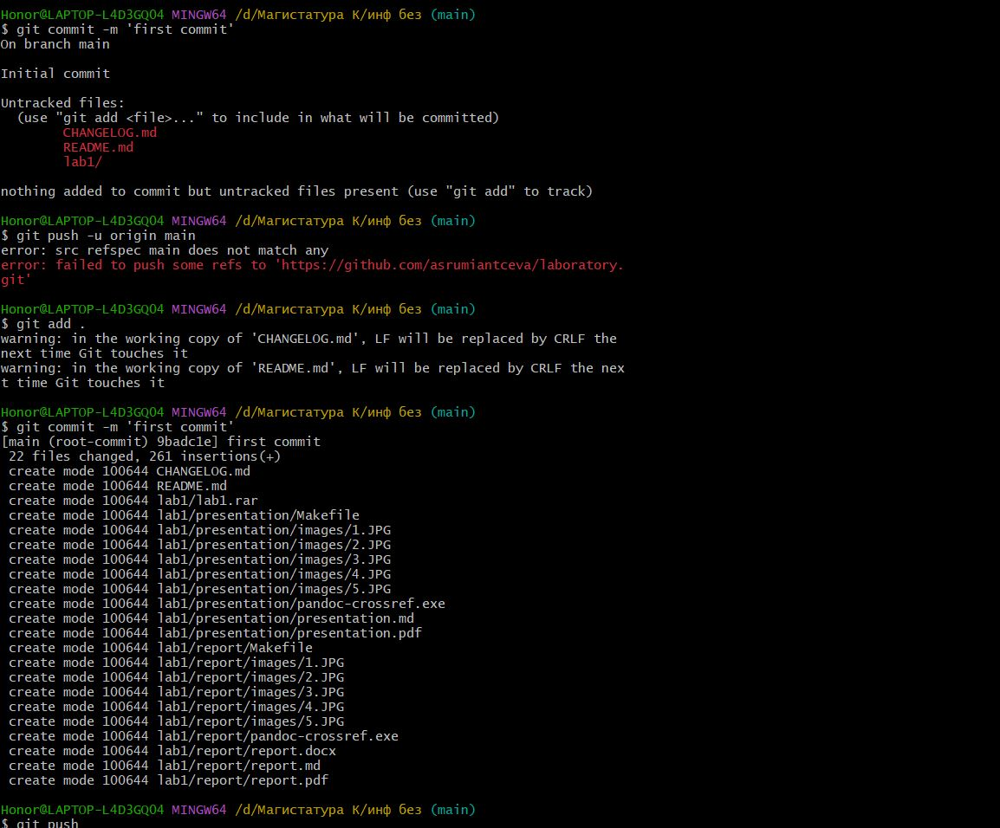 Honor@LAPTOP-L4D3GQO4 MINGW64 /d/Магистатура К/инф без (main)
$ git commit -m 'first commit'
On branch main
Initial commit
Untracked files:
  (use "git add <file>..." to include in what will be committed)
        CHANGELOG.md
        README.md
        lab1/
nothing added to commit but untracked files present (use "git add" to track)
Honor@LAPTOP-L4D3GQO4 MINGW64 /d/Магистатура К/инф без (main)
$ git push -u origin main
error: src refspec main does not match any
error: failed to push some refs to 'https://github.com/asrumiantceva/laboratory.
git'
Honor@LAPTOP-L4D3GQO4 MINGW64 /d/Магистатура К/инф без (main)
$ git add .
warning: in the working copy of 'CHANGELOG.md', LF will be replaced by CRLF the
next time Git touches it
warning: in the working copy of 'README.md', LF will be replaced by CRLF the nex
t time Git touches it
Honor@LAPTOP-L4D3GQO4 MINGW64 /d/Магистатура К/инф без (main)
$ git commit -m 'first commit'
[main (root-commit) 9badc1e] first commit
 22 files changed, 261 insertions(+)
 create mode 100644 CHANGELOG.md
 create mode 100644 README.md
 create mode 100644 lab1/lab1.rar
 create mode 100644 lab1/presentation/Makefile
 create mode 100644 lab1/presentation/images/1.JPG
 create mode 100644 lab1/presentation/images/2.JPG
 create mode 100644 lab1/presentation/images/3.JPG
 create mode 100644 lab1/presentation/images/4.JPG
 create mode 100644 lab1/presentation/images/5.JPG
 create mode 100644 lab1/presentation/pandoc-crossref.exe
 create mode 100644 lab1/presentation/presentation.md
 create mode 100644 lab1/presentation/presentation.pdf
 create mode 100644 lab1/report/Makefile
 create mode 100644 lab1/report/images/1.JPG
 create mode 100644 lab1/report/images/2.JPG
 create mode 100644 lab1/report/images/3.JPG
 create mode 100644 lab1/report/images/4.JPG
 create mode 100644 lab1/report/images/5.JPG
 create mode 100644 lab1/report/pandoc-crossref.exe
 create mode 100644 lab1/report/report.docx
 create mode 100644 lab1/report/report.md
 create mode 100644 lab1/report/report.pdf
Honor@LAPTOP-L4D3GQO4 MINGW64 /d/Магистатура К/инф без (main)
$ git push